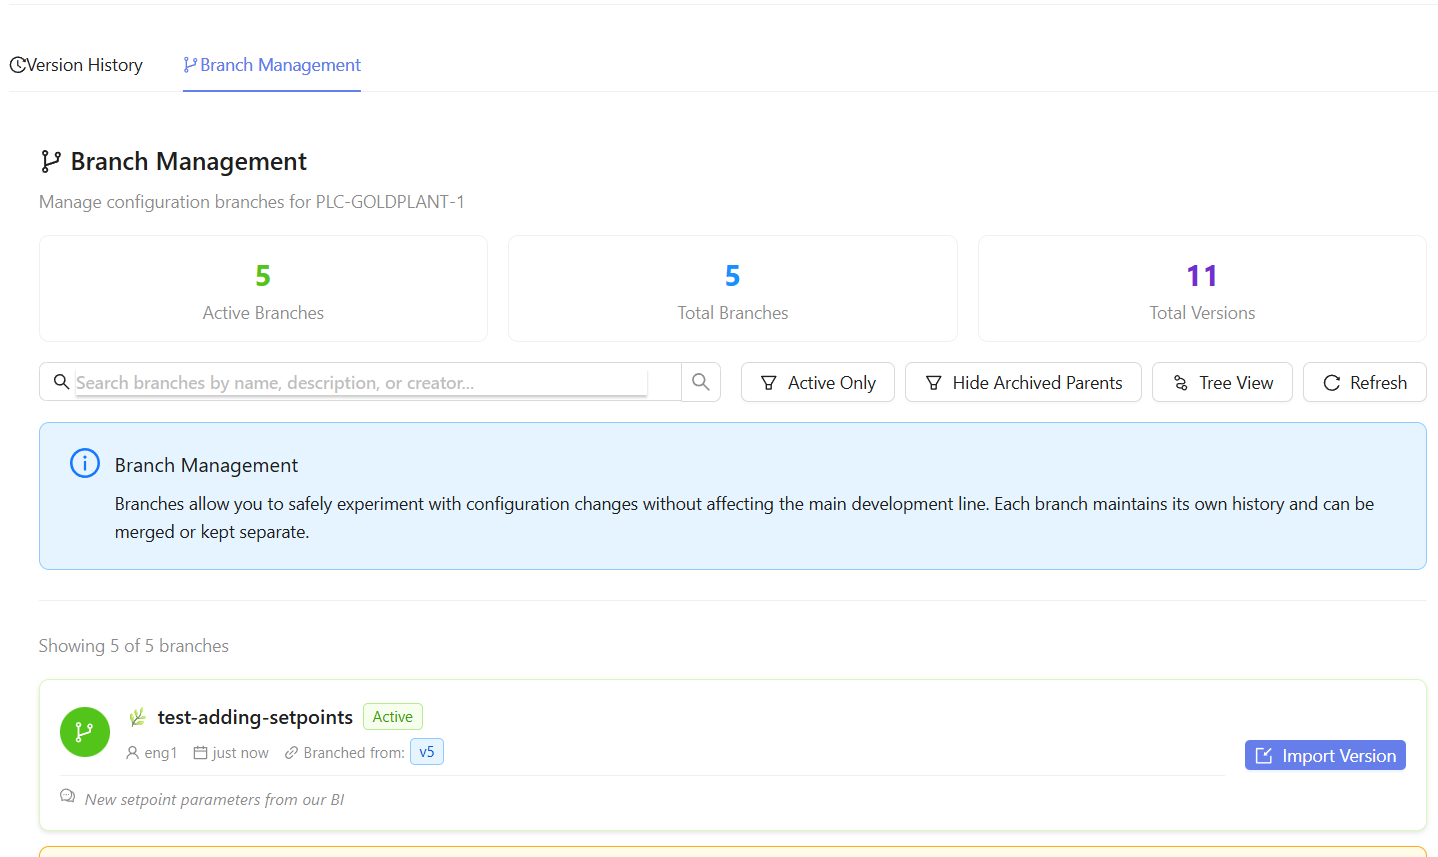 Version History
Branch Management
Branch Management
Manage configuration branches for PLC-GOLDPLANT-1
5
Active Branches
5
Total Branches
11
Total Versions
Search branches by name, description, or creator...
Active Only
Hide Archived Parents
Tree View
Refresh
Branch Management
Branches allow you to safely experiment with configuration changes without affecting the main development line. Each branch maintains its own history and can be
merged or kept separate.
Showing 5 of 5 branches
test-adding-setpoints Active
eng1 just now Branched from: v5
Import Version
New setpoint parameters from our BI